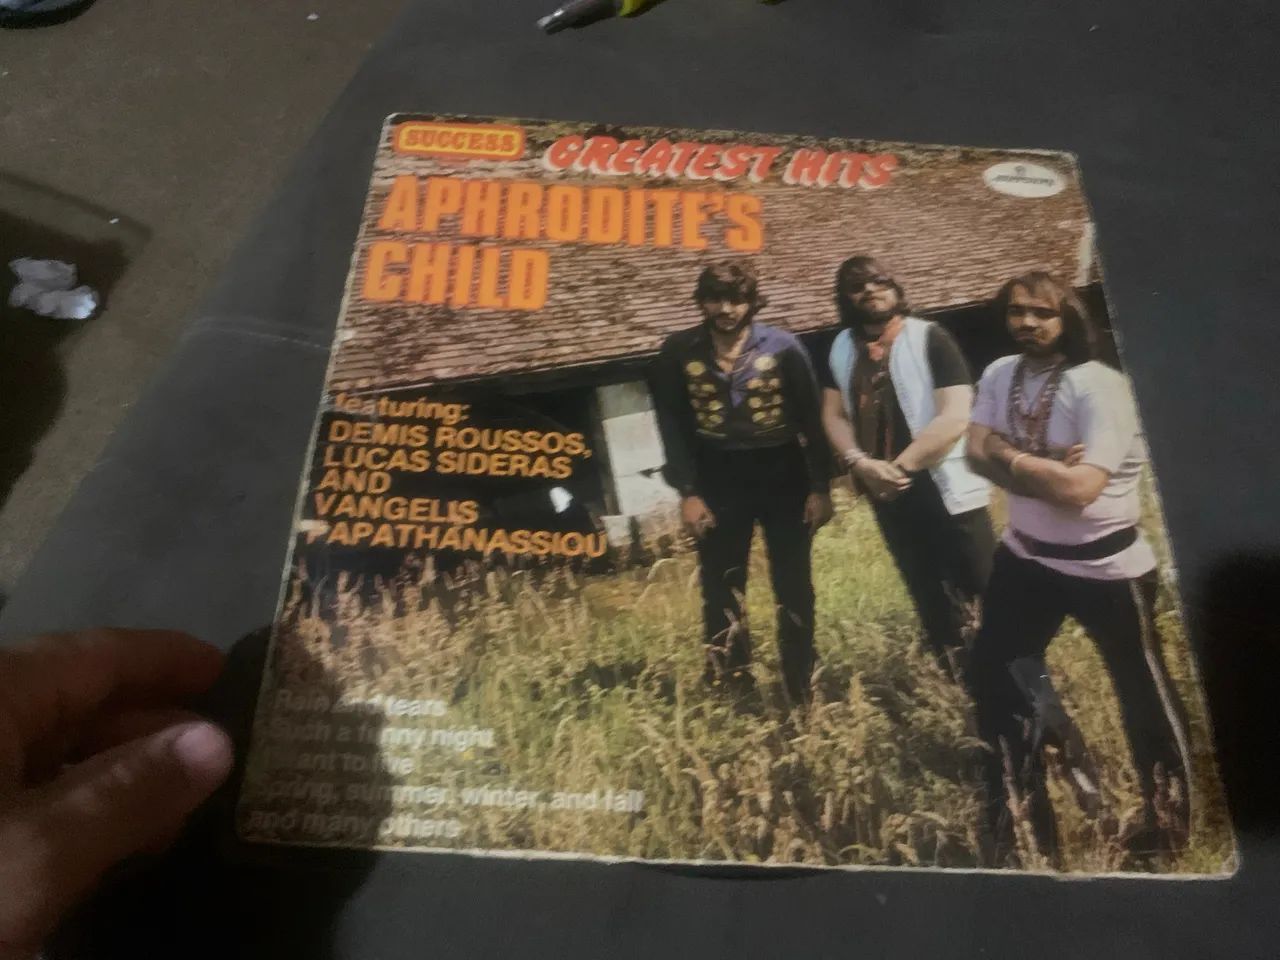 SUCCESS
GREATEST HITS
mercury
APHRODITE'S
CHILD
featuring:
DEMIS ROUSSOS,
LUCAS SIDERAS
AND
VANGELIS
PAPATHANASSIOU
Rain and tears
Such a funny night
I want to live
Spring, summer, winter, and fall
and many others